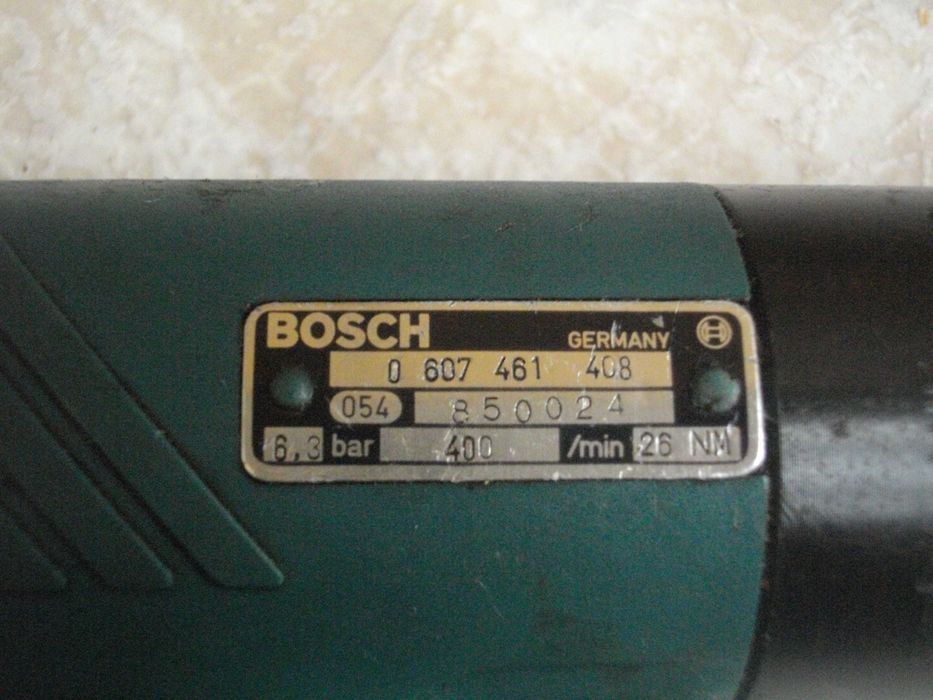 BOSCH GERMANY
0 607 461 408
054 850024
6,3 bar 400 /min 26 NM